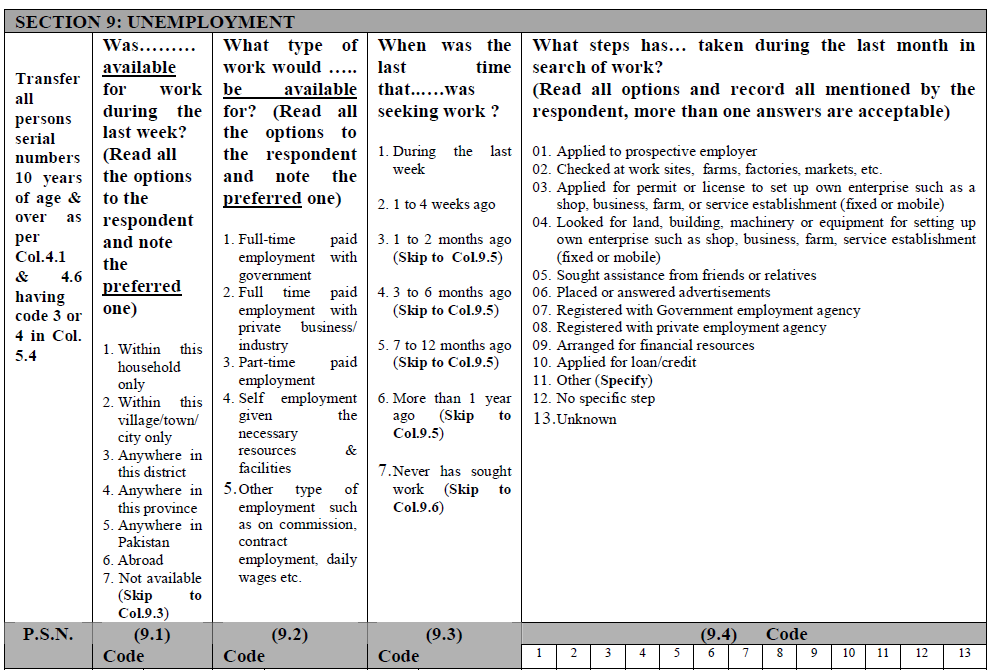 SECTION 9: UNEMPLOYMENT
Transfer
all
persons
serial
numbers
10 years
of age &
over as
per
Col.4.1
& 4.6
having
code 3 or
4 in Col.
5.4
Was………
available
for work
during the
last week?
(Read all
the options
to the
respondent
and note
the
preferred
one)
1. Within this
household
only
2. Within this
village/town/
city only
3. Anywhere in
this district
4. Anywhere in
this province
5. Anywhere in
Pakistan
6. Abroad
7. Not available
(Skip to
Col.9.3)
What type of
work would …..
be available
for? (Read all
the options to
the respondent
and note the
preferred one)
1. Full-time paid
employment with
government
2. Full time paid
employment with
private business/
industry
3. Part-time paid
employment
4. Self employment
given the
necessary
resources &
facilities
5. Other type of
employment such
as on commission,
contract
employment, daily
wages etc.
When was the
last time
that……was
seeking work ?
1. During the last
week
2. 1 to 4 weeks ago
3. 1 to 2 months ago
(Skip to Col.9.5)
4. 3 to 6 months ago
(Skip to Col.9.5)
5. 7 to 12 months ago
(Skip to Col.9.5)
6. More than 1 year
ago (Skip to
Col.9.5)
7. Never has sought
work (Skip to
Col.9.6)
What steps has… taken during the last month in
search of work?
(Read all options and record all mentioned by the
respondent, more than one answers are acceptable)
01. Applied to prospective employer
02. Checked at work sites, farms, factories, markets, etc.
03. Applied for permit or license to set up own enterprise such as a
shop, business, farm, or service establishment (fixed or mobile)
04. Looked for land, building, machinery or equipment for setting up
own enterprise such as shop, business, farm, service establishment
(fixed or mobile)
05. Sought assistance from friends or relatives
06. Placed or answered advertisements
07. Registered with Government employment agency
08. Registered with private employment agency
09. Arranged for financial resources
10. Applied for loan/credit
11. Other (Specify)
12. No specific step
13. Unknown
P.S.N. (9.1) (9.2) (9.3) (9.4) Code
Code Code Code 1 2 3 4 5 6 7 8 9 10 11 12 13